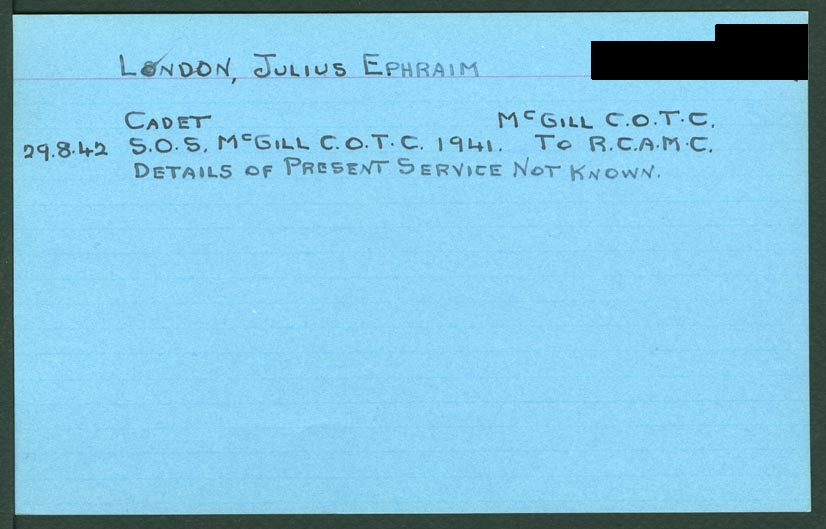 London, Julius Ephraim
Cadet McGill C.O.T.C.
29.8.42 S.O.S. McGill C.O.T.C. 1941. To R.C.A.M.C.
Details of Present Service Not Known.